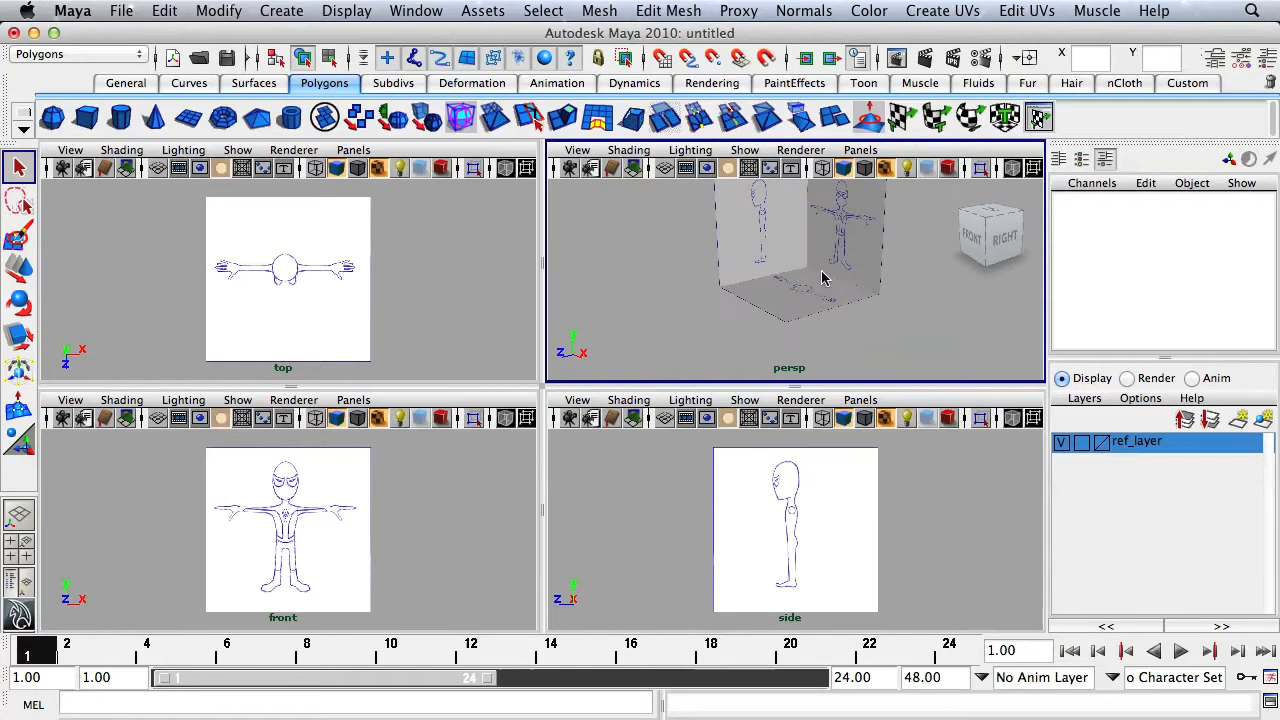 Maya File Edit Modify Create Display Window Assets Select Mesh Edit Mesh Proxy Normals Color Create UVs Edit UVs Muscle Help
Autodesk Maya 2010: untitled
Polygons X Y
General Curves Surfaces Polygons Subdivs Deformation Animation Dynamics Rendering PaintEffects Toon Muscle Fluids Fur Hair nCloth Custom
View Shading Lighting Show Renderer Panels View Shading Lighting Show Renderer Panels
Channels Edit Object Show
FRONT RIGHT
y x z top
y z x persp
Display Render Anim
View Shading Lighting Show Renderer Panels View Shading Lighting Show Renderer Panels
Layers Options Help
V ref_layer
y z x front
y z x side
<< >>
1 2 4 6 8 10 12 14 16 18 20 22 24 1.00
1.00 1.00 1 24 24.00 48.00 No Anim Layer o Character Set
MEL